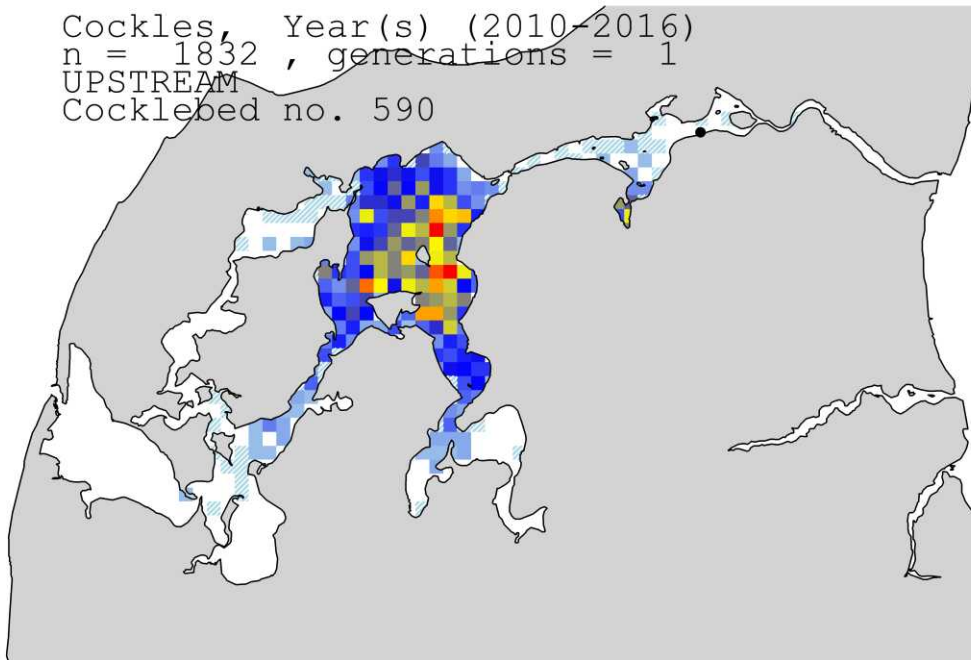 Cockles, Year(s) (2010-2016)
n = 1832 , generations = 1
UPSTREAM
Cocklebed no. 590